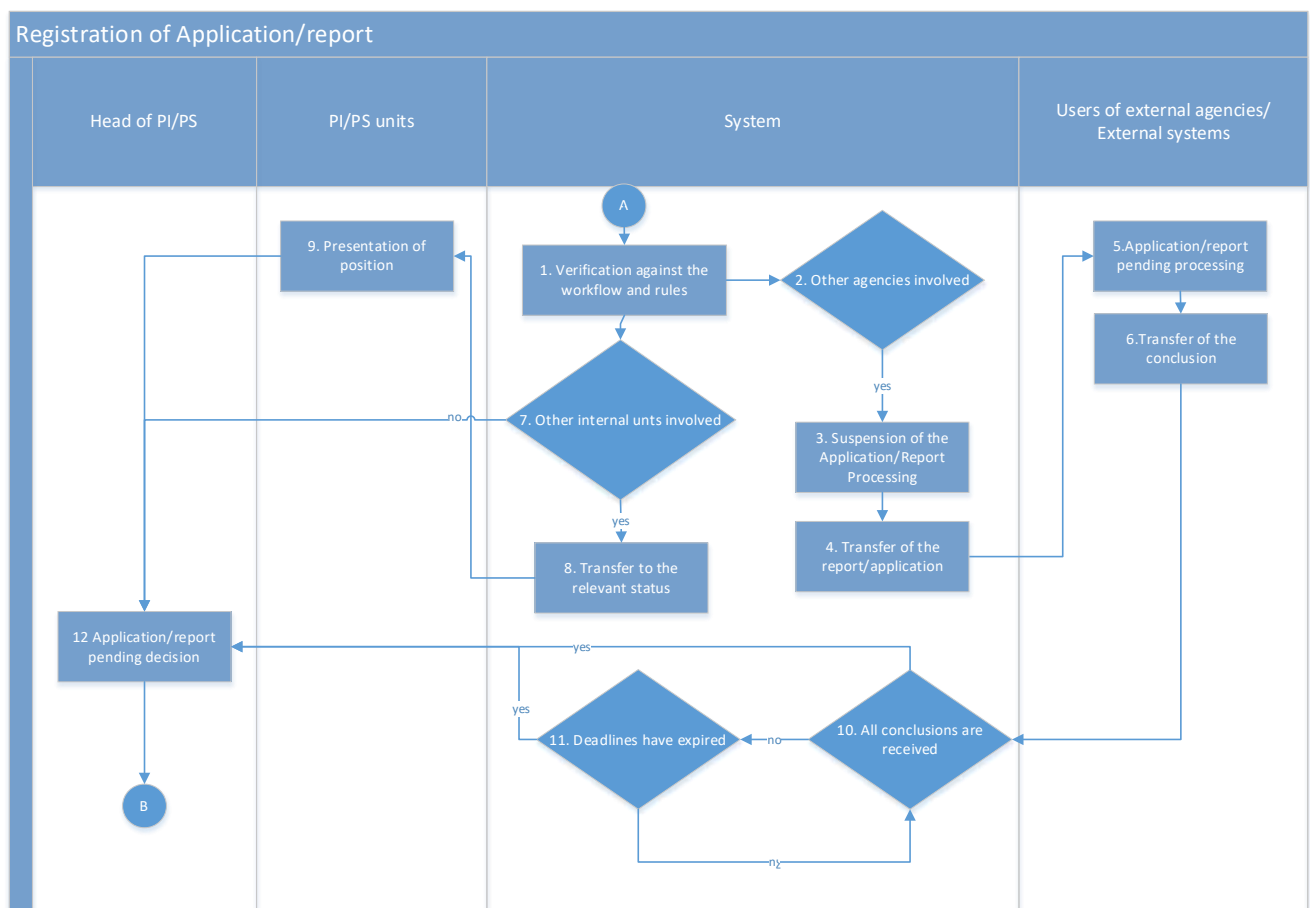 Registration of Application/report
Head of PI/PS
PI/PS units
System
Users of external agencies/
External systems
A
9. Presentation of
position
1. Verification against the
workflow and rules
2. Other agencies involved
5.Application/report
pending processing
6.Transfer of the
conclusion
yes
no
7. Other internal unts involved
3. Suspension of the
Application/Report
Processing
yes
4. Transfer of the
report/application
8. Transfer to the
relevant status
12 Application/report
pending decision
yes
yes
11. Deadlines have expired
no
10. All conclusions are
received
B